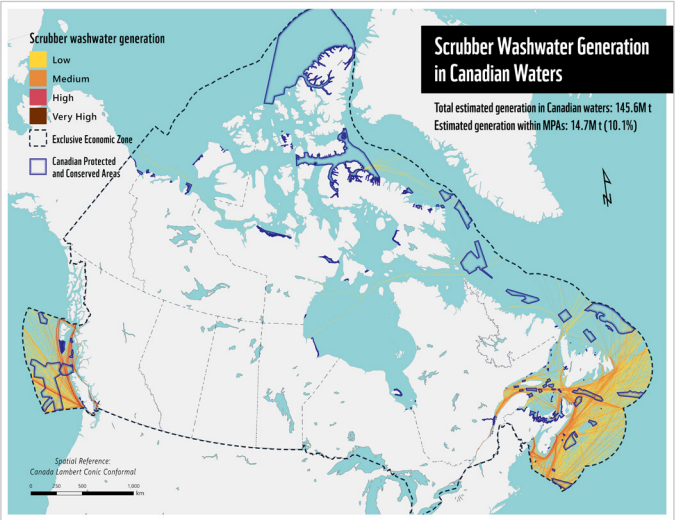 Scrubber washwater generation
Low
Medium
High
Very High
Exclusive Economic Zone
Canadian Protected
and Conserved Areas
Scrubber Washwater Generation
in Canadian Waters
Total estimated generation in Canadian waters: 145.6M t
Estimated generation within MPAs: 14.7M t (10.1%)
N
Spatial Reference:
Canada Lambert Conic Conformal
0 250 500 1,000
km